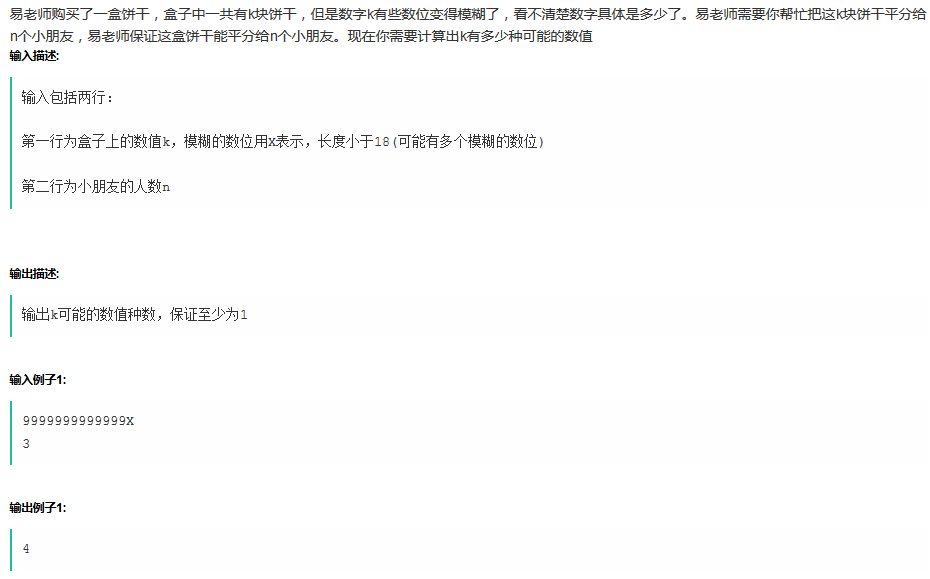 易老师购买了一盒饼干，盒子中一共有k块饼干，但是数字k有些数位变得模糊了，看不清楚数字具体是多少了。易老师需要你帮忙把这k块饼干平分给
n个小朋友，易老师保证这盒饼干能平分给n个小朋友。现在你需要计算出k有多少种可能的数值
输入描述:
输入包括两行：
第一行为盒子上的数值k，模糊的数位用X表示，长度小于18(可能有多个模糊的数位)
第二行为小朋友的人数n
输出描述:
输出k可能的数值种数，保证至少为1
输入例子1:
9999999999999X
3
输出例子1:
4